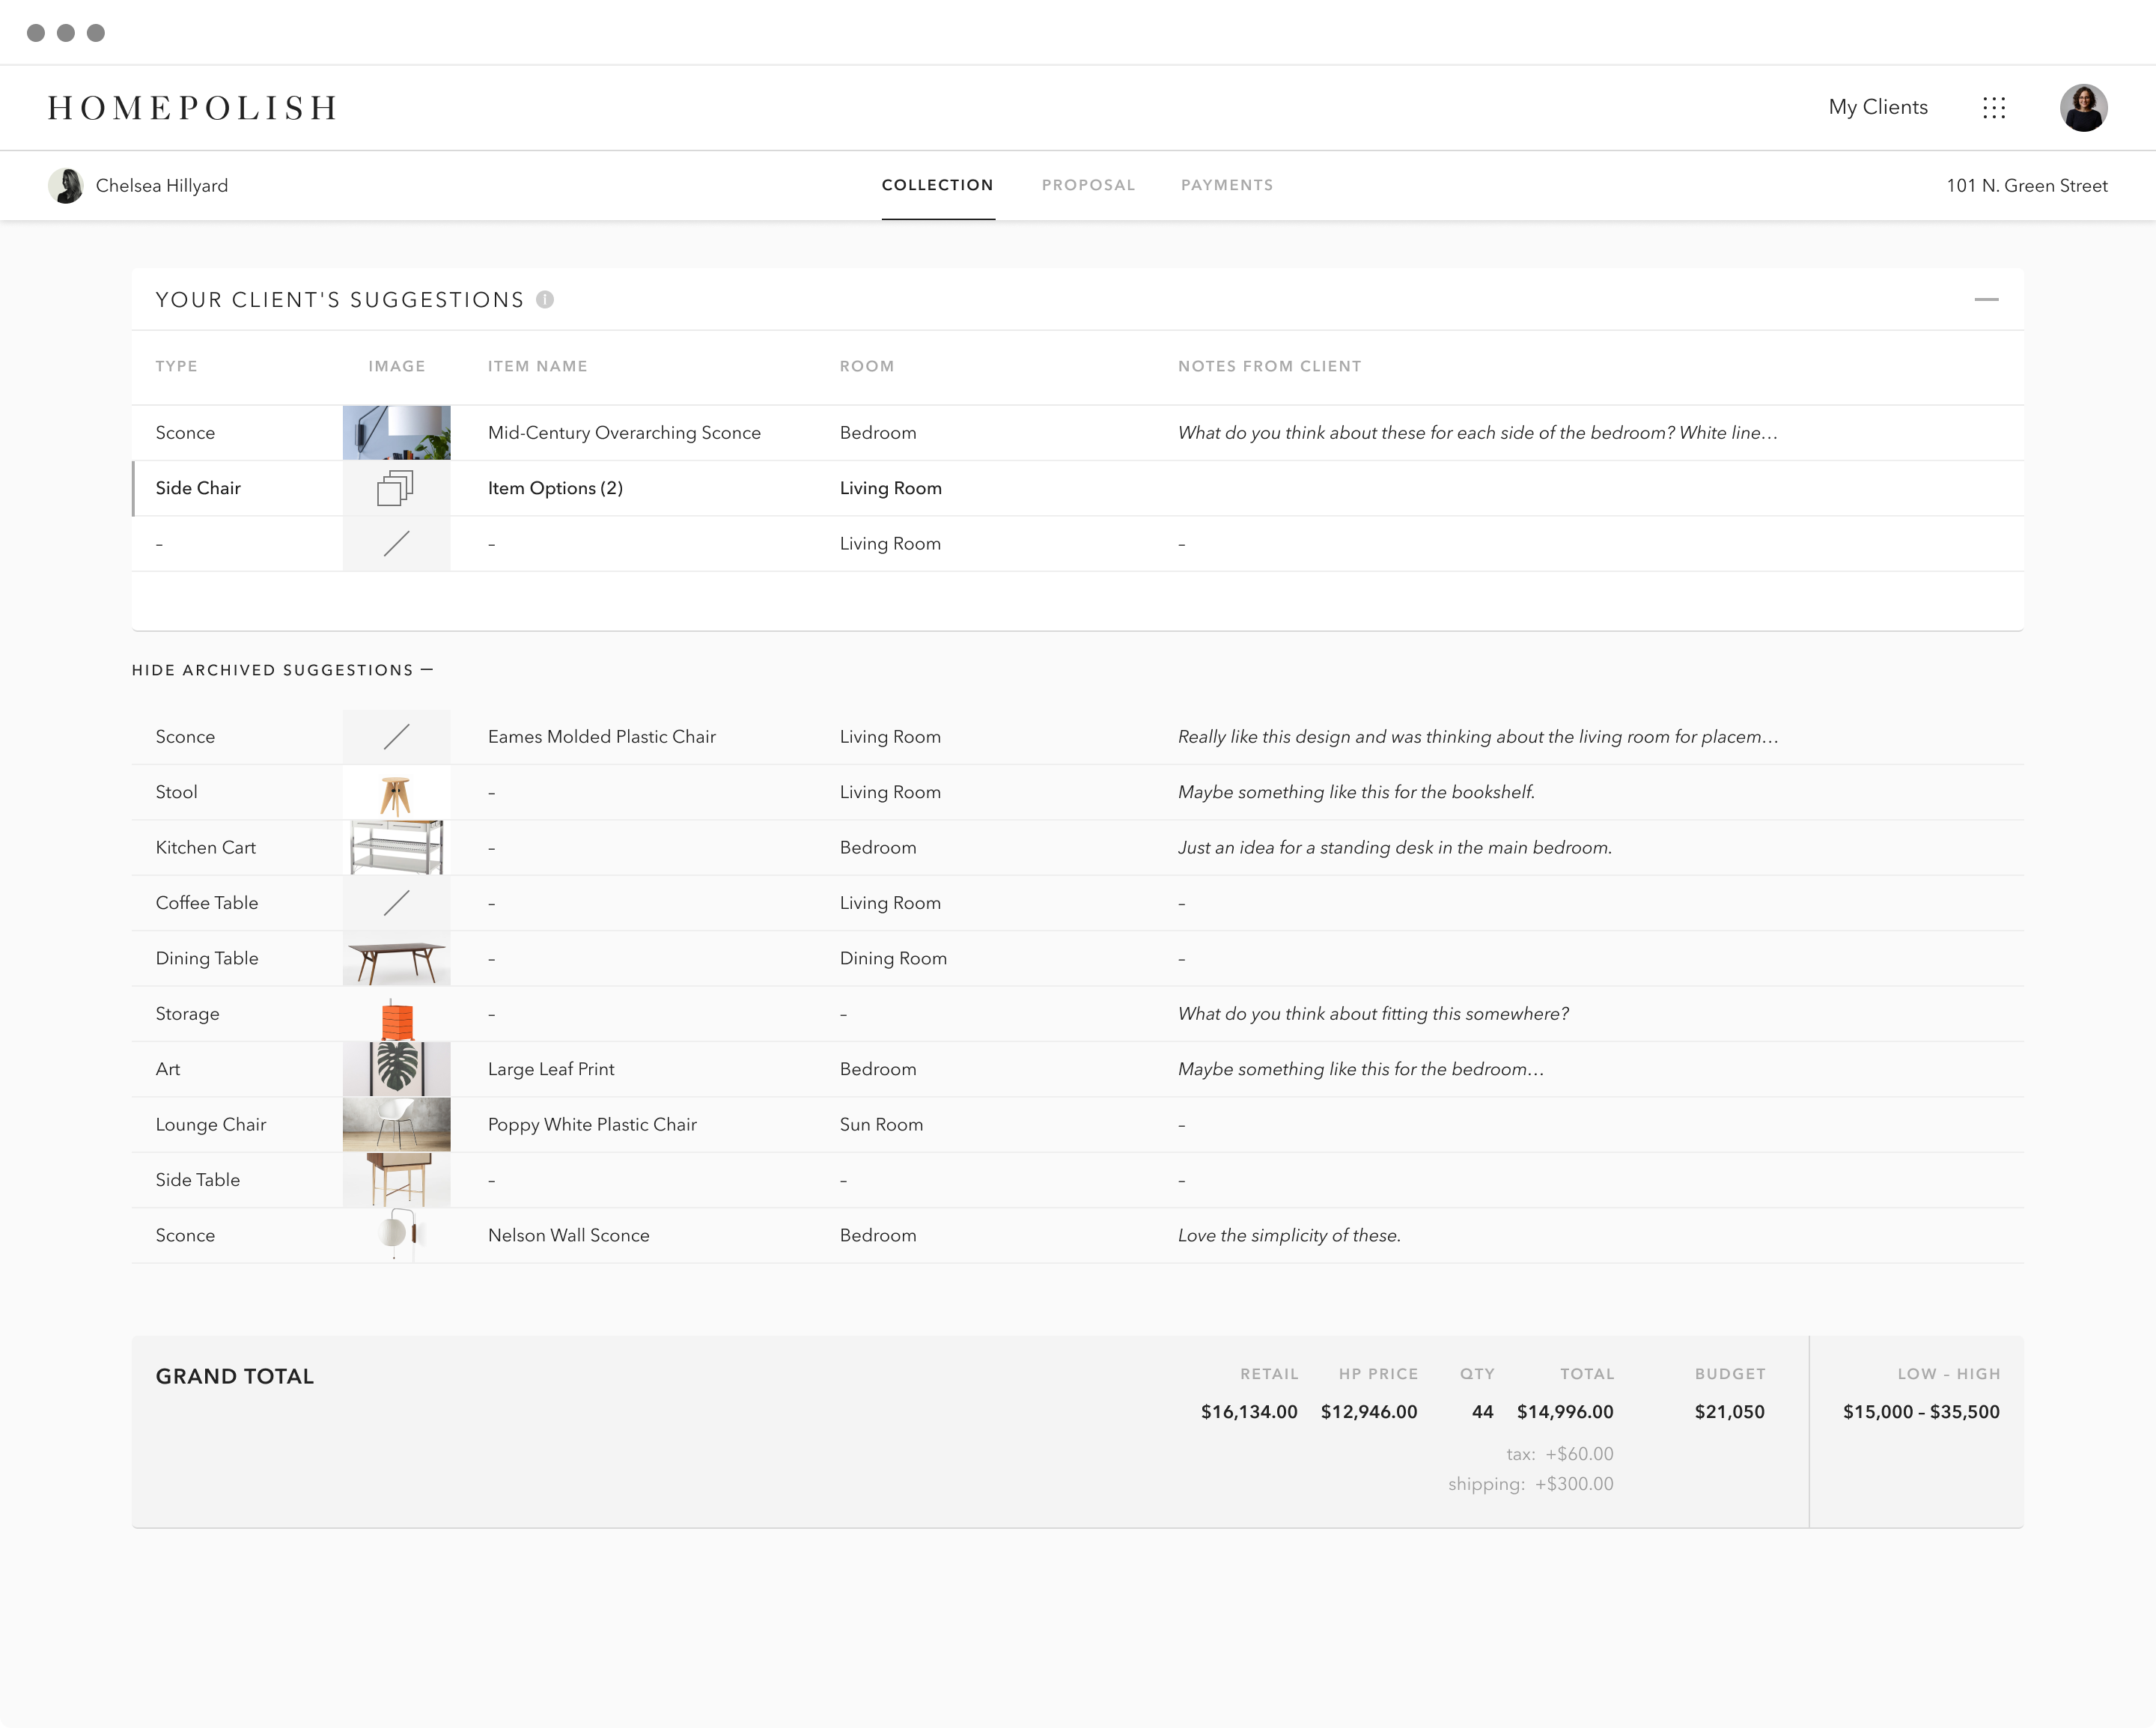 HOMEPOLISH My Clients
Chelsea Hillyard COLLECTION PROPOSAL PAYMENTS 101 N. Green Street
YOUR CLIENT'S SUGGESTIONS i
TYPE IMAGE ITEM NAME ROOM NOTES FROM CLIENT
Sconce Mid-Century Overarching Sconce Bedroom What do you think about these for each side of the bedroom? White line…
Side Chair Item Options (2) Living Room
– – Living Room –
HIDE ARCHIVED SUGGESTIONS –
Sconce Eames Molded Plastic Chair Living Room Really like this design and was thinking about the living room for placem…
Stool – Living Room Maybe something like this for the bookshelf.
Kitchen Cart – Bedroom Just an idea for a standing desk in the main bedroom.
Coffee Table – Living Room –
Dining Table – Dining Room –
Storage – – What do you think about fitting this somewhere?
Art Large Leaf Print Bedroom Maybe something like this for the bedroom…
Lounge Chair Poppy White Plastic Chair Sun Room –
Side Table – – –
Sconce Nelson Wall Sconce Bedroom Love the simplicity of these.
GRAND TOTAL RETAIL HP PRICE QTY TOTAL BUDGET LOW – HIGH
$16,134.00 $12,946.00 44 $14,996.00 $21,050 $15,000 – $35,500
tax: +$60.00
shipping: +$300.00